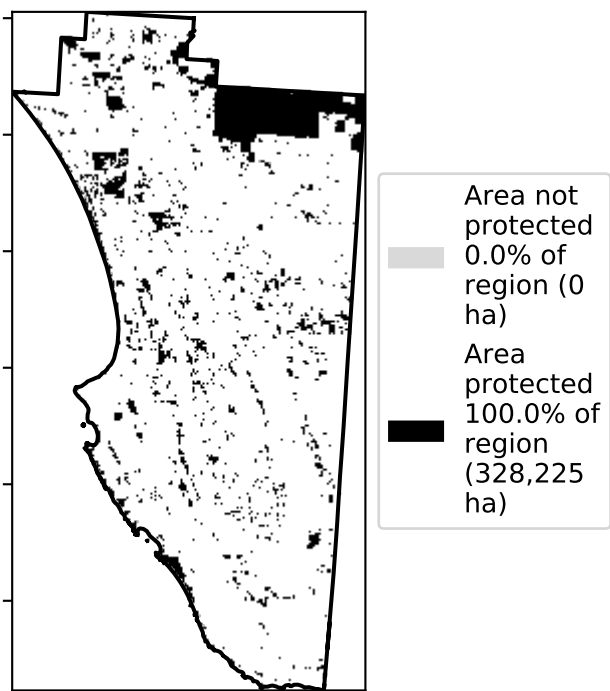 Area not
protected
0.0% of
region (0
ha)
Area
protected
100.0% of
region
(328,225
ha)